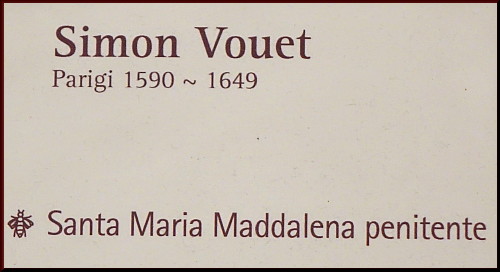 Simon Vouet
Parigi 1590 ~ 1649
Santa Maria Maddalena penitente